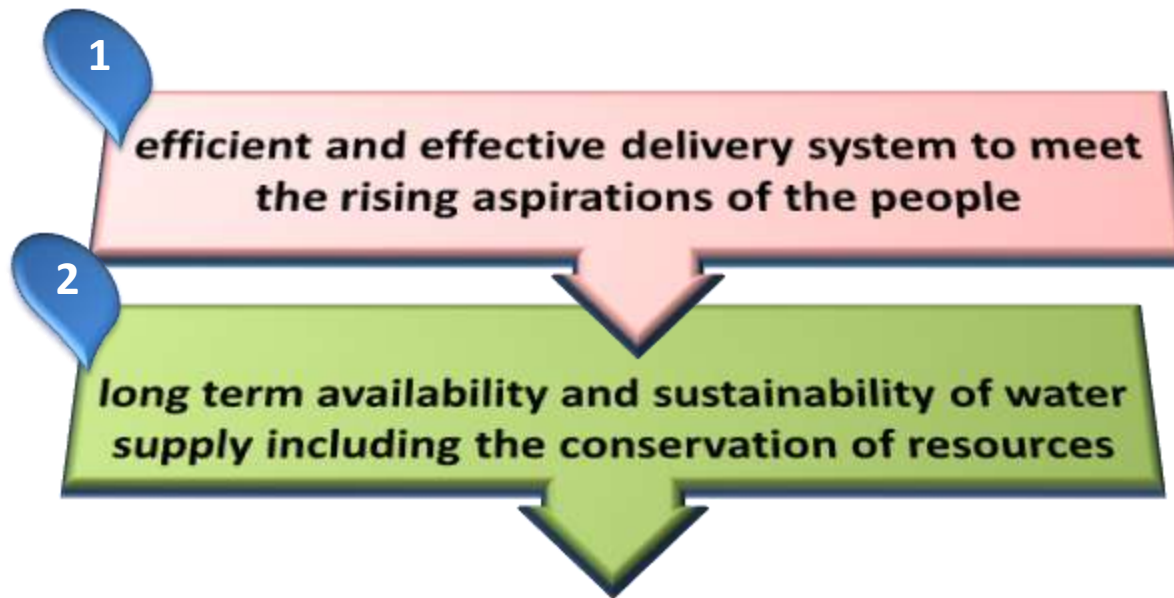 1
efficient and effective delivery system to meet
the rising aspirations of the people
2
long term availability and sustainability of water
supply including the conservation of resources